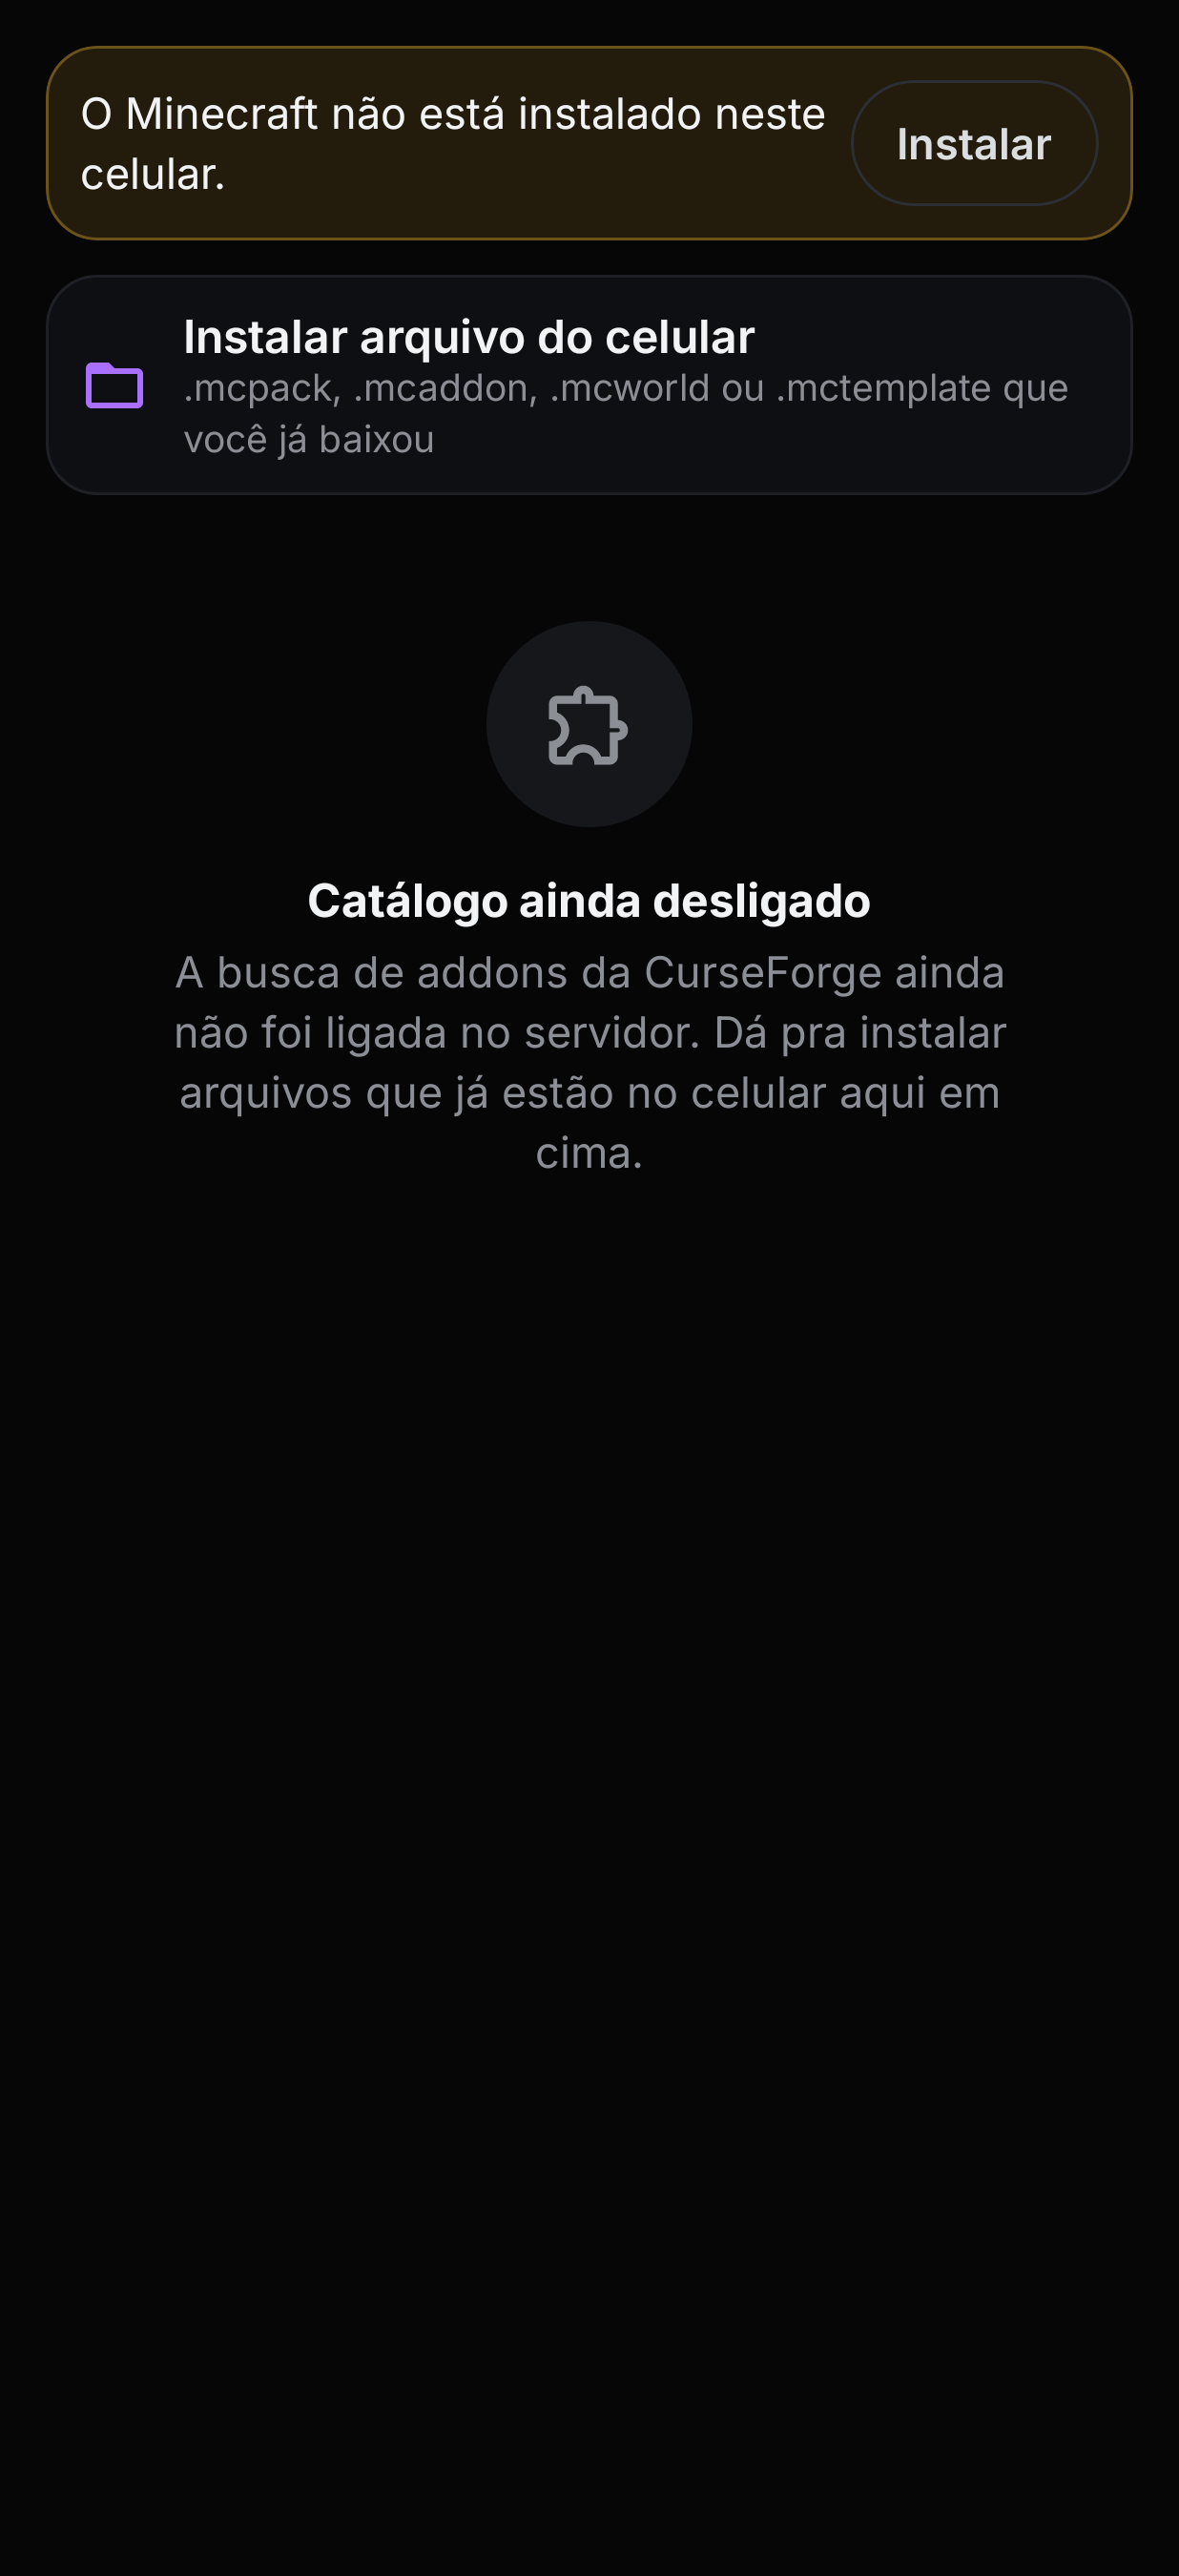 O Minecraft não está instalado neste
celular.
Instalar
Instalar arquivo do celular
.mcpack, .mcaddon, .mcworld ou .mctemplate que
você já baixou
Catálogo ainda desligado
A busca de addons da CurseForge ainda
não foi ligada no servidor. Dá pra instalar
arquivos que já estão no celular aqui em
cima.